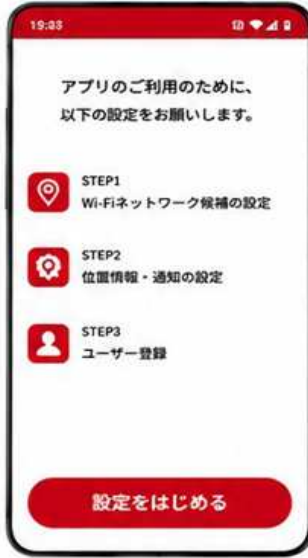 19:03
アプリのご利用のために、
以下の設定をお願いします。
STEP1
Wi-Fiネットワーク候補の設定
STEP2
位置情報・通知の設定
STEP3
ユーザー登録
設定をはじめる